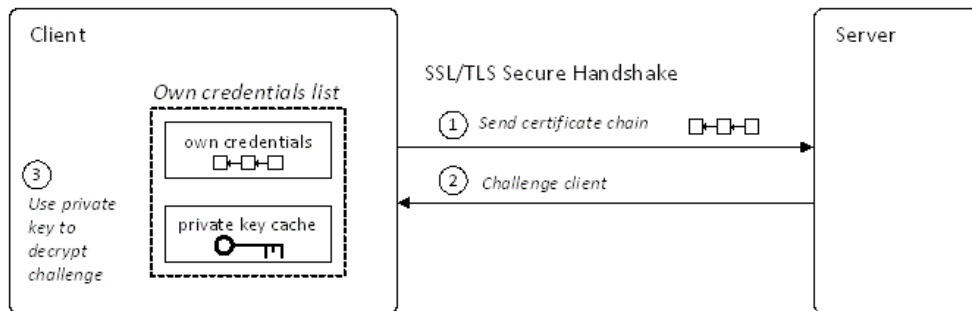 Client
Server
SSL/TLS Secure Handshake
Own credentials list
1
Send certificate chain
own credentials
3
2
Challenge client
Use private
key to
decrypt
challenge
private key cache